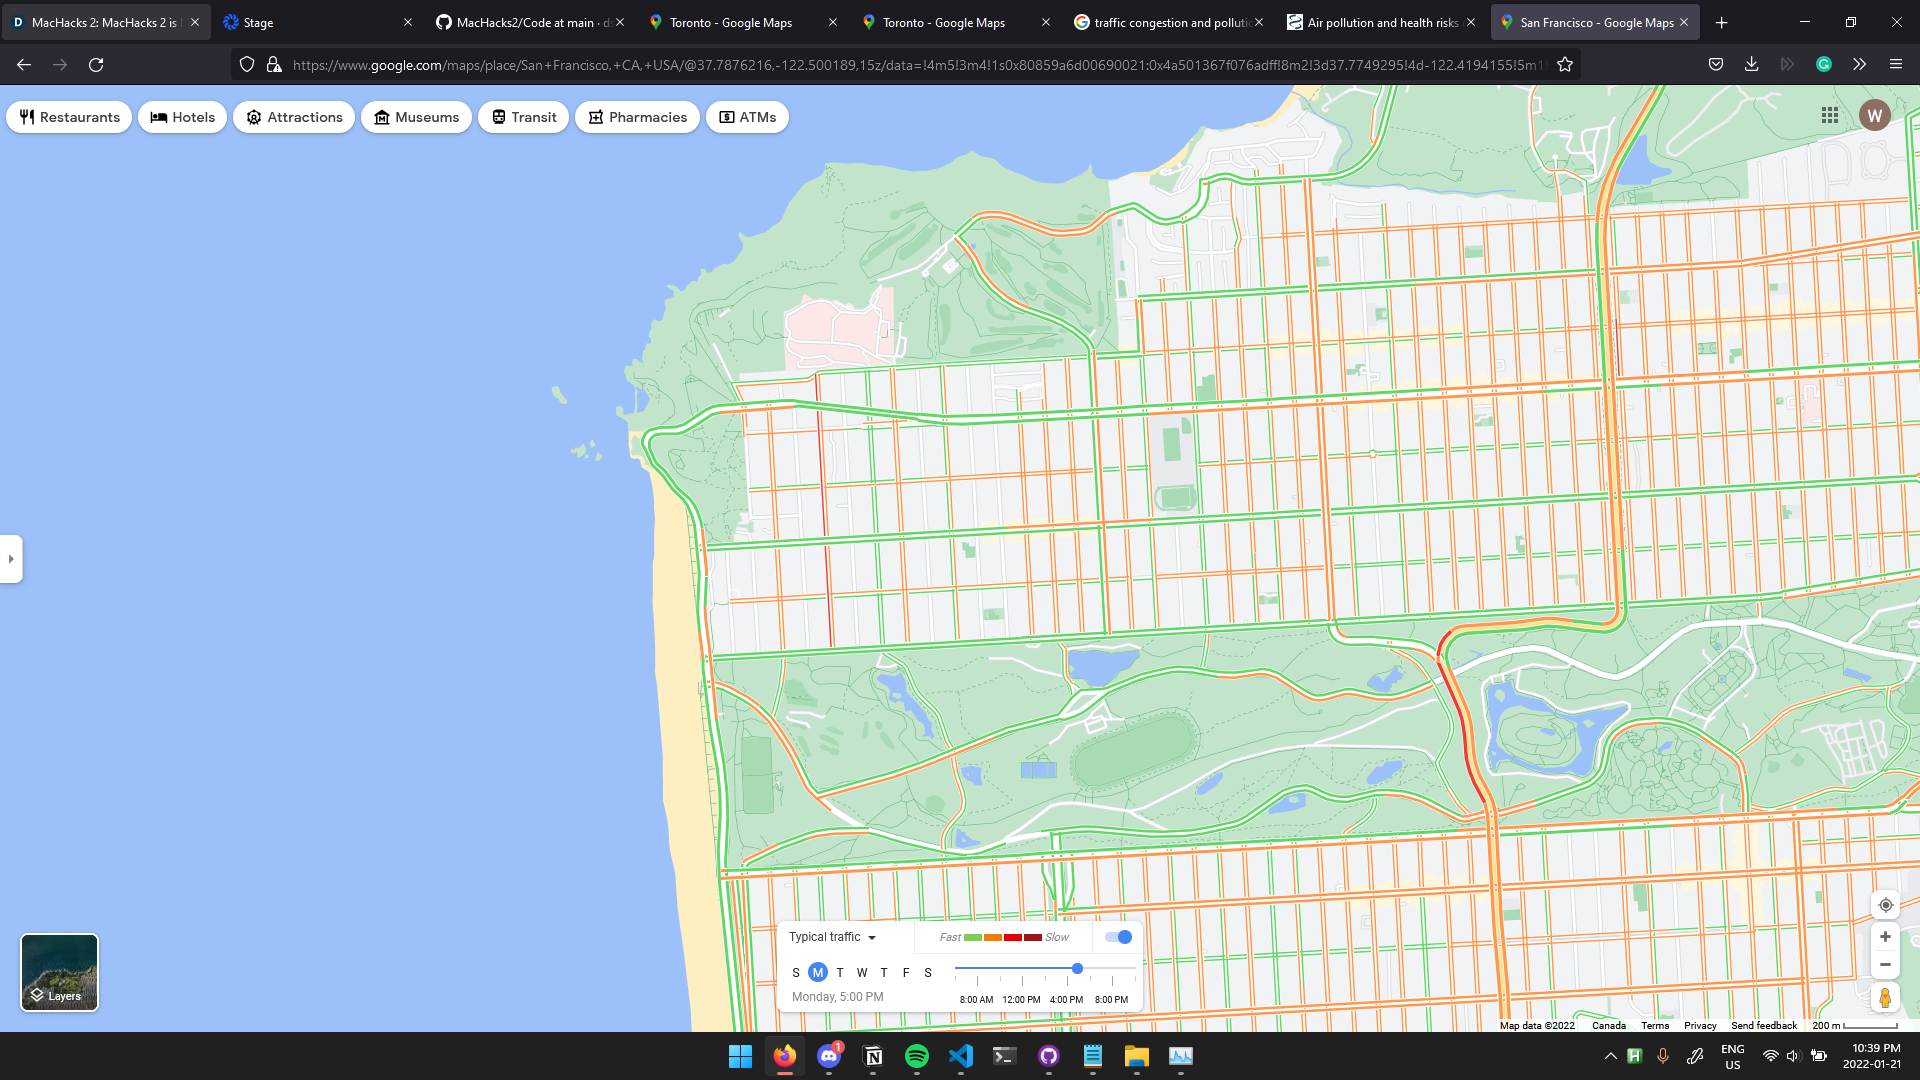 MacHacks 2: MacHacks 2 is
Stage
MacHacks2/Code at main · ds
Toronto - Google Maps
Toronto - Google Maps
traffic congestion and pollutio
Air pollution and health risks
San Francisco - Google Maps
https://www.google.com/maps/place/San+Francisco,+CA,+USA/@37.7876216,-122.500189,15z/data=!4m5!3m4!1s0x80859a6d00690021:0x4a501367f076adff!8m2!3d37.7749295!4d-122.4194155!5m1
Restaurants
Hotels
Attractions
Museums
Transit
Pharmacies
ATMs
W
Typical traffic
Fast
Slow
S M T W T F S
Monday, 5:00 PM
8:00 AM 12:00 PM 4:00 PM 8:00 PM
Layers
Map data ©2022 Canada Terms Privacy Send feedback 200 m
1
ENG
US
10:39 PM
2022-01-21